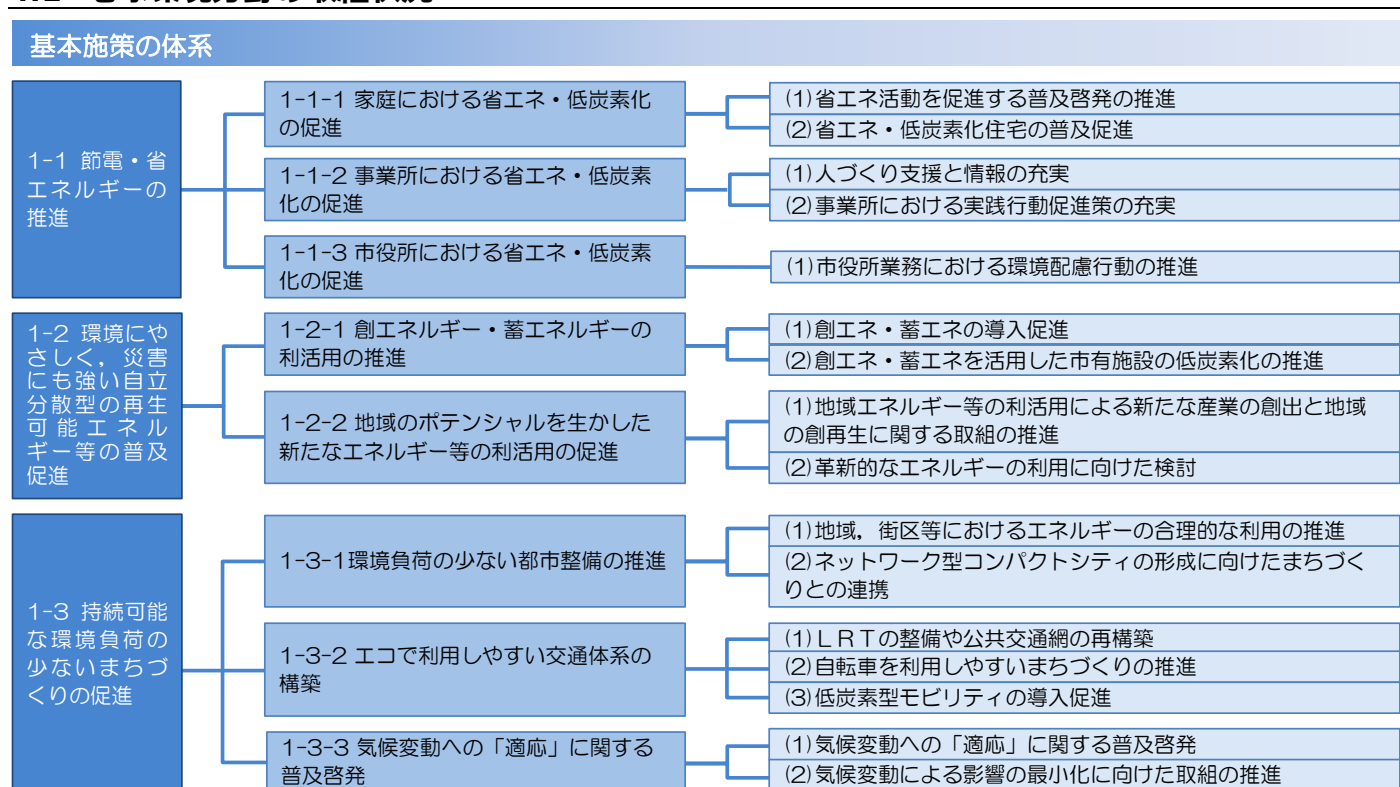 基本施策の体系
1-1 節電・省
エネルギーの
推進
1-1-1 家庭における省エネ・低炭素化
の促進
(1)省エネ活動を促進する普及啓発の推進
(2)省エネ・低炭素化住宅の普及促進
1-1-2 事業所における省エネ・低炭素
化の促進
(1)人づくり支援と情報の充実
(2)事業所における実践行動促進策の充実
1-1-3 市役所における省エネ・低炭素
化の促進
(1)市役所業務における環境配慮行動の推進
1-2 環境にや
さしく，災害
にも強い自立
分散型の再生
可能エネル
ギー等の普及
促進
1-2-1 創エネルギー・蓄エネルギーの
利活用の推進
(1)創エネ・蓄エネの導入促進
(2)創エネ・蓄エネを活用した市有施設の低炭素化の推進
1-2-2 地域のポテンシャルを生かした
新たなエネルギー等の利活用の促進
(1)地域エネルギー等の利活用による新たな産業の創出と地域
の創再生に関する取組の推進
(2)革新的なエネルギーの利用に向けた検討
1-3 持続可能
な環境負荷の
少ないまちづ
くりの促進
1-3-1環境負荷の少ない都市整備の推進
(1)地域，街区等におけるエネルギーの合理的な利用の推進
(2)ネットワーク型コンパクトシティの形成に向けたまちづく
りとの連携
1-3-2 エコで利用しやすい交通体系の
構築
(1)ＬＲＴの整備や公共交通網の再構築
(2)自転車を利用しやすいまちづくりの推進
(3)低炭素型モビリティの導入促進
1-3-3 気候変動への「適応」に関する
普及啓発
(1)気候変動への「適応」に関する普及啓発
(2)気候変動による影響の最小化に向けた取組の推進